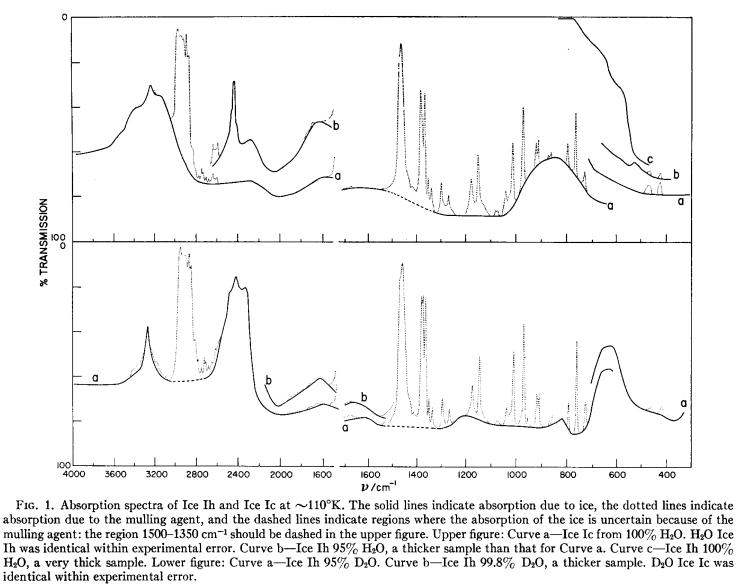 0
b
a
c
b
a
a
100
0
% TRANSMISSION
a
b
b
a
a
100
4000 3600 3200 2800 2400 2000 1600 1600 1400 1200 1000 800 600 400
ν/cm⁻¹
FIG. 1. Absorption spectra of Ice Ih and Ice Ic at ∼110°K. The solid lines indicate absorption due to ice, the dotted lines indicate
absorption due to the mulling agent, and the dashed lines indicate regions where the absorption of the ice is uncertain because of the
mulling agent: the region 1500–1350 cm⁻¹ should be dashed in the upper figure. Upper figure: Curve a—Ice Ic from 100% H₂O. H₂O Ice
Ih was identical within experimental error. Curve b—Ice Ih 95% H₂O, a thicker sample than that for Curve a. Curve c—Ice Ih 100%
H₂O, a very thick sample. Lower figure: Curve a—Ice Ih 95% D₂O. Curve b—Ice Ih 99.8% D₂O, a thicker sample. D₂O Ice Ic was
identical within experimental error.